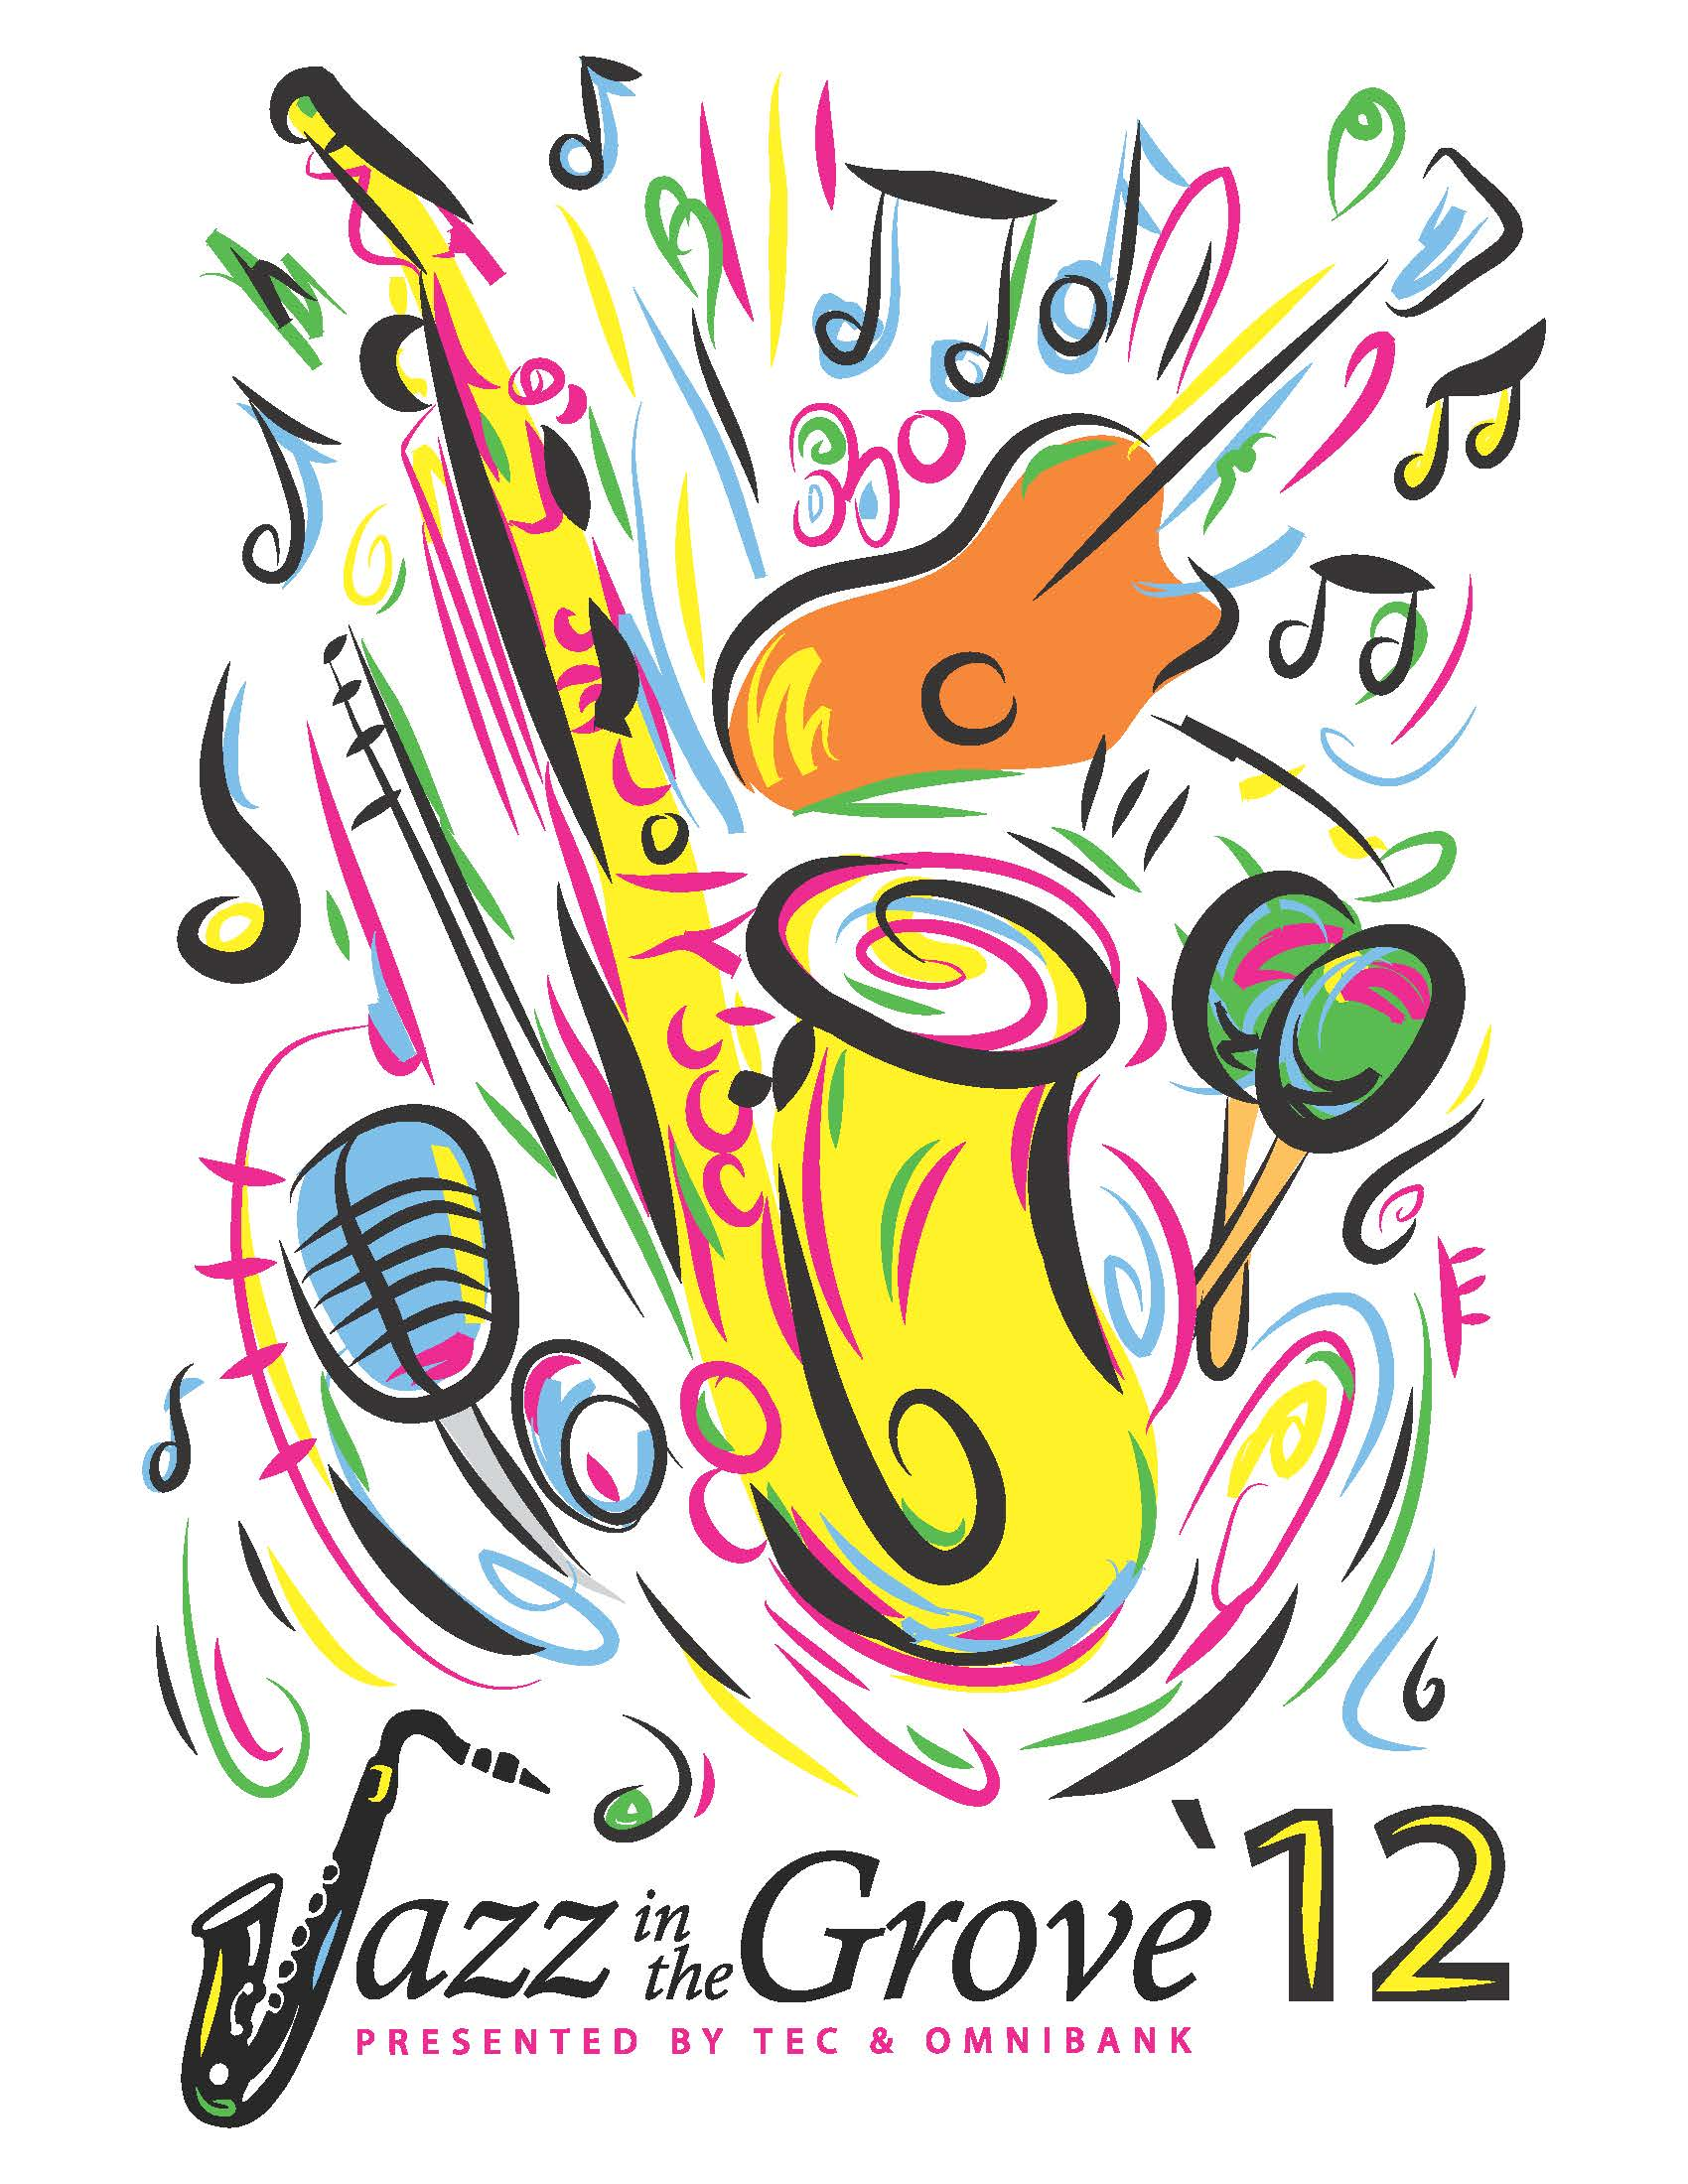 Jazz in the Grove `12
PRESENTED BY TEC & OMNIBANK